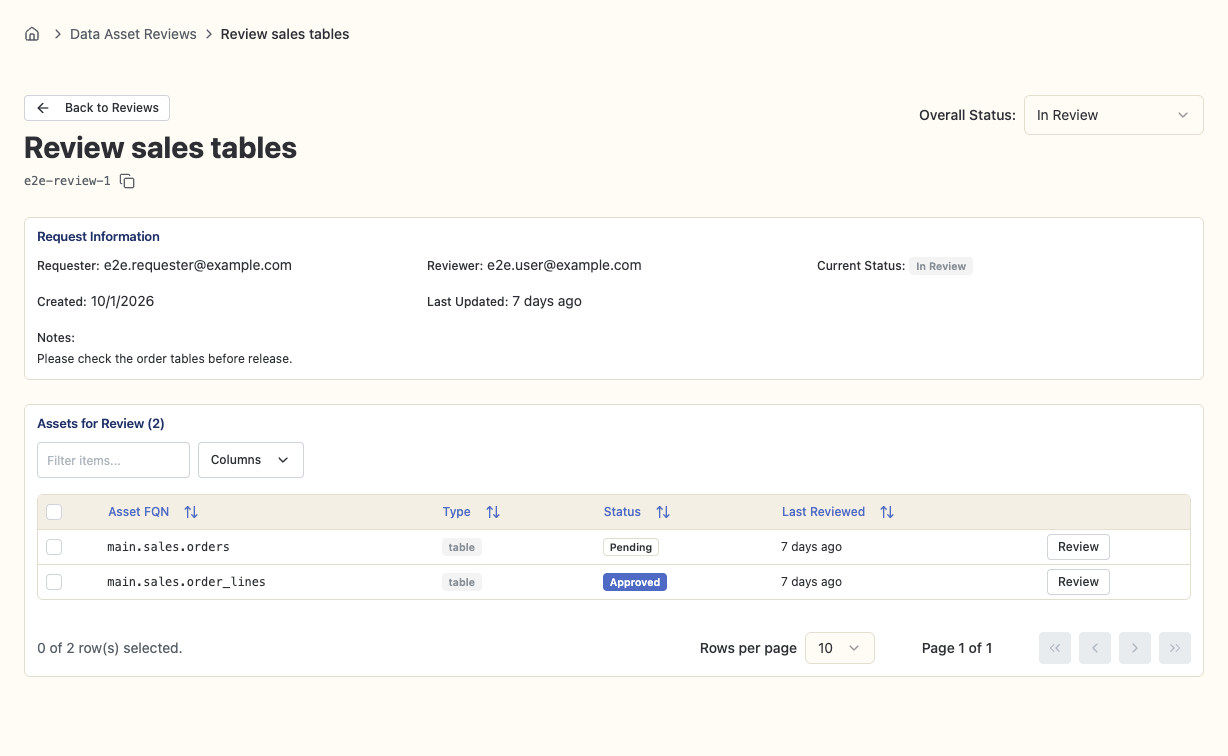 Data Asset Reviews Review sales tables
Back to Reviews
Overall Status: In Review
Review sales tables
e2e-review-1
Request Information
Requester: e2e.requester@example.com Reviewer: e2e.user@example.com Current Status: In Review
Created: 10/1/2026 Last Updated: 7 days ago
Notes:
Please check the order tables before release.
Assets for Review (2)
Filter items... Columns
Asset FQN Type Status Last Reviewed
main.sales.orders table Pending 7 days ago Review
main.sales.order_lines table Approved 7 days ago Review
0 of 2 row(s) selected. Rows per page 10 Page 1 of 1